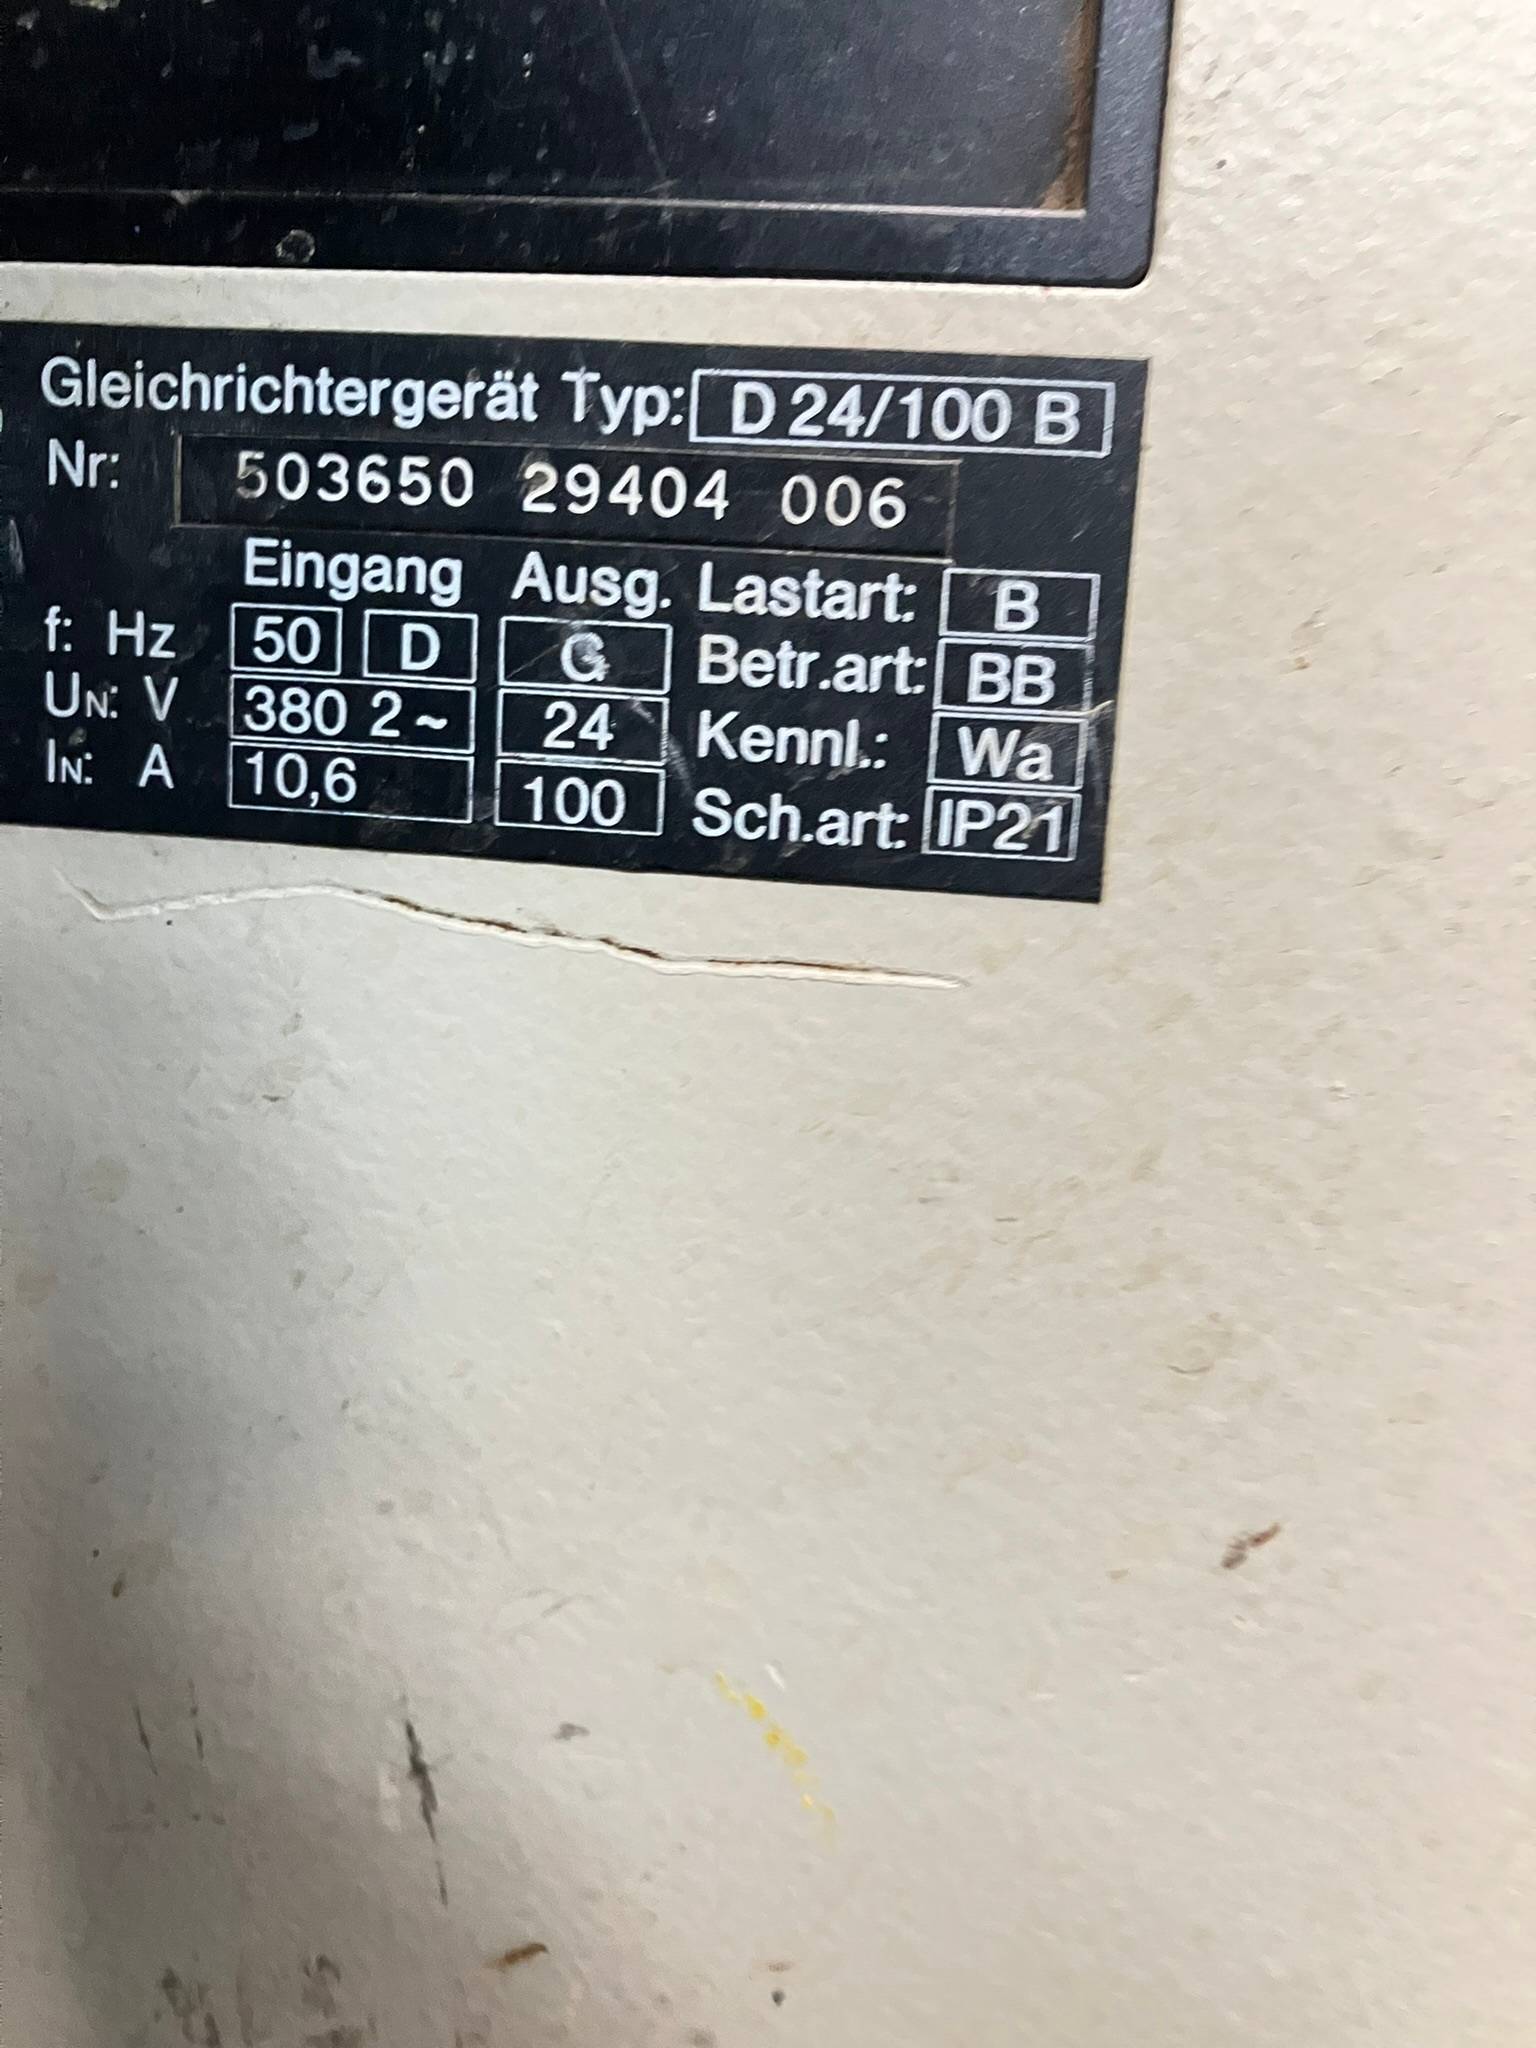 Gleichrichtergerät Typ: D 24/100 B
Nr: 503650 29404 006
Eingang Ausg. Lastart: B
f: Hz 50 D G Betr.art: BB
UN: V 380 2~ 24 Kennl.: Wa
IN: A 10,6 100 Sch.art: IP21